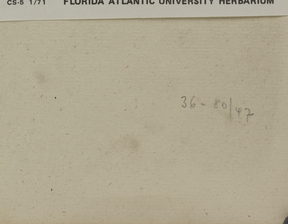 CS-5 1/71 FLORIDA ATLANTIC UNIVERSITY HERBARIUM
36 - 80/47